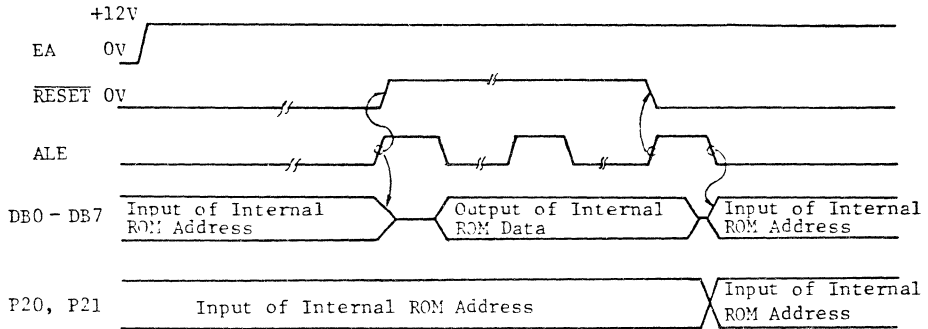 +12V
EA 0V
RESET 0V
ALE
DB0 - DB7
Input of Internal
ROM Address
Output of Internal
ROM Data
Input of Internal
ROM Address
P20, P21
Input of Internal ROM Address
Input of Internal
ROM Address